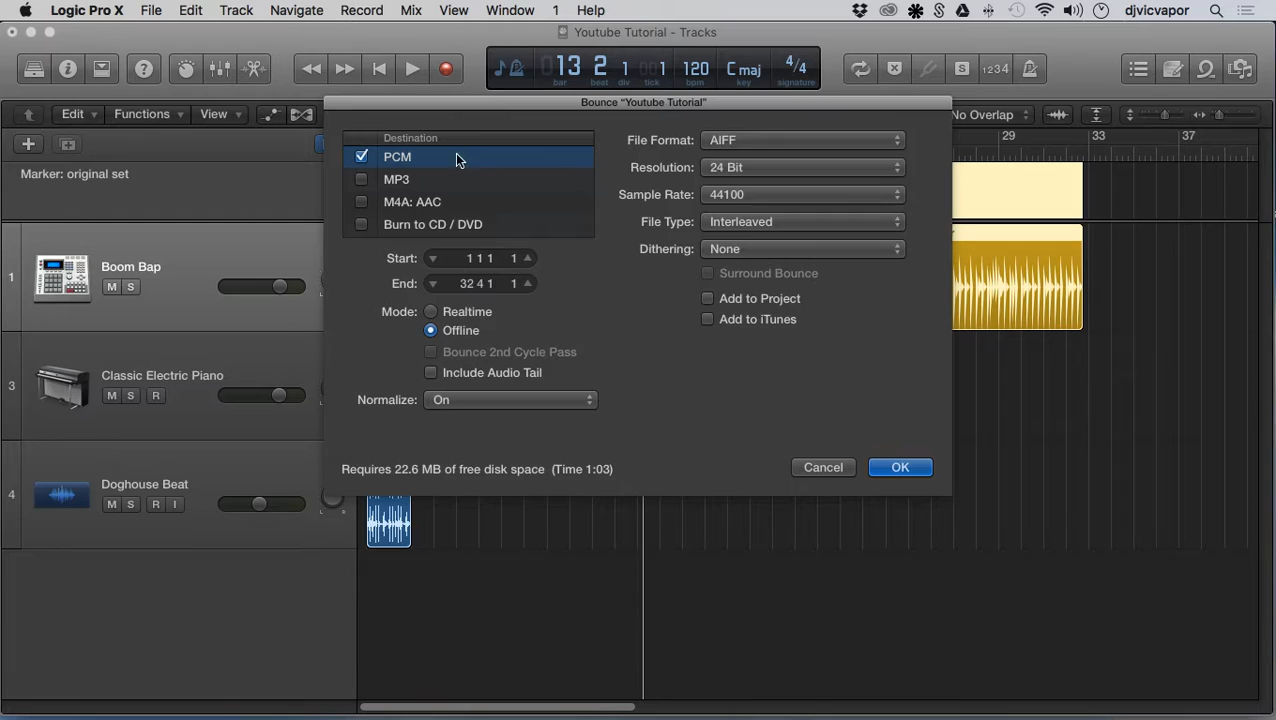 Logic Pro X File Edit Track Navigate Record Mix View Window 1 Help djvicvapor
Youtube Tutorial - Tracks
13 2 1 1 120 C maj 4/4
bar beat div tick tempo key signature
1234
Bounce "Youtube Tutorial"
Edit Functions View No Overlap
29 33 37
Marker: original set
Destination
PCM
MP3
M4A: AAC
Burn to CD / DVD
File Format: AIFF
Resolution: 24 Bit
Sample Rate: 44100
File Type: Interleaved
Dithering: None
Surround Bounce
Add to Project
Add to iTunes
Start: 1 1 1 1
End: 32 4 1 1
Mode: Realtime
Offline
Bounce 2nd Cycle Pass
Include Audio Tail
Normalize: On
Requires 22.6 MB of free disk space (Time 1:03)
Cancel OK
1 Boom Bap
M S
3 Classic Electric Piano
M S R
4 Doghouse Beat
M S R I